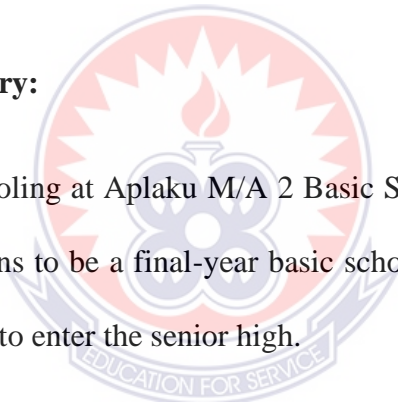 ry:
oling at Aplaku M/A 2 Basic S
ns to be a final-year basic scho
to enter the senior high.
EDUCATION FOR SERVICE